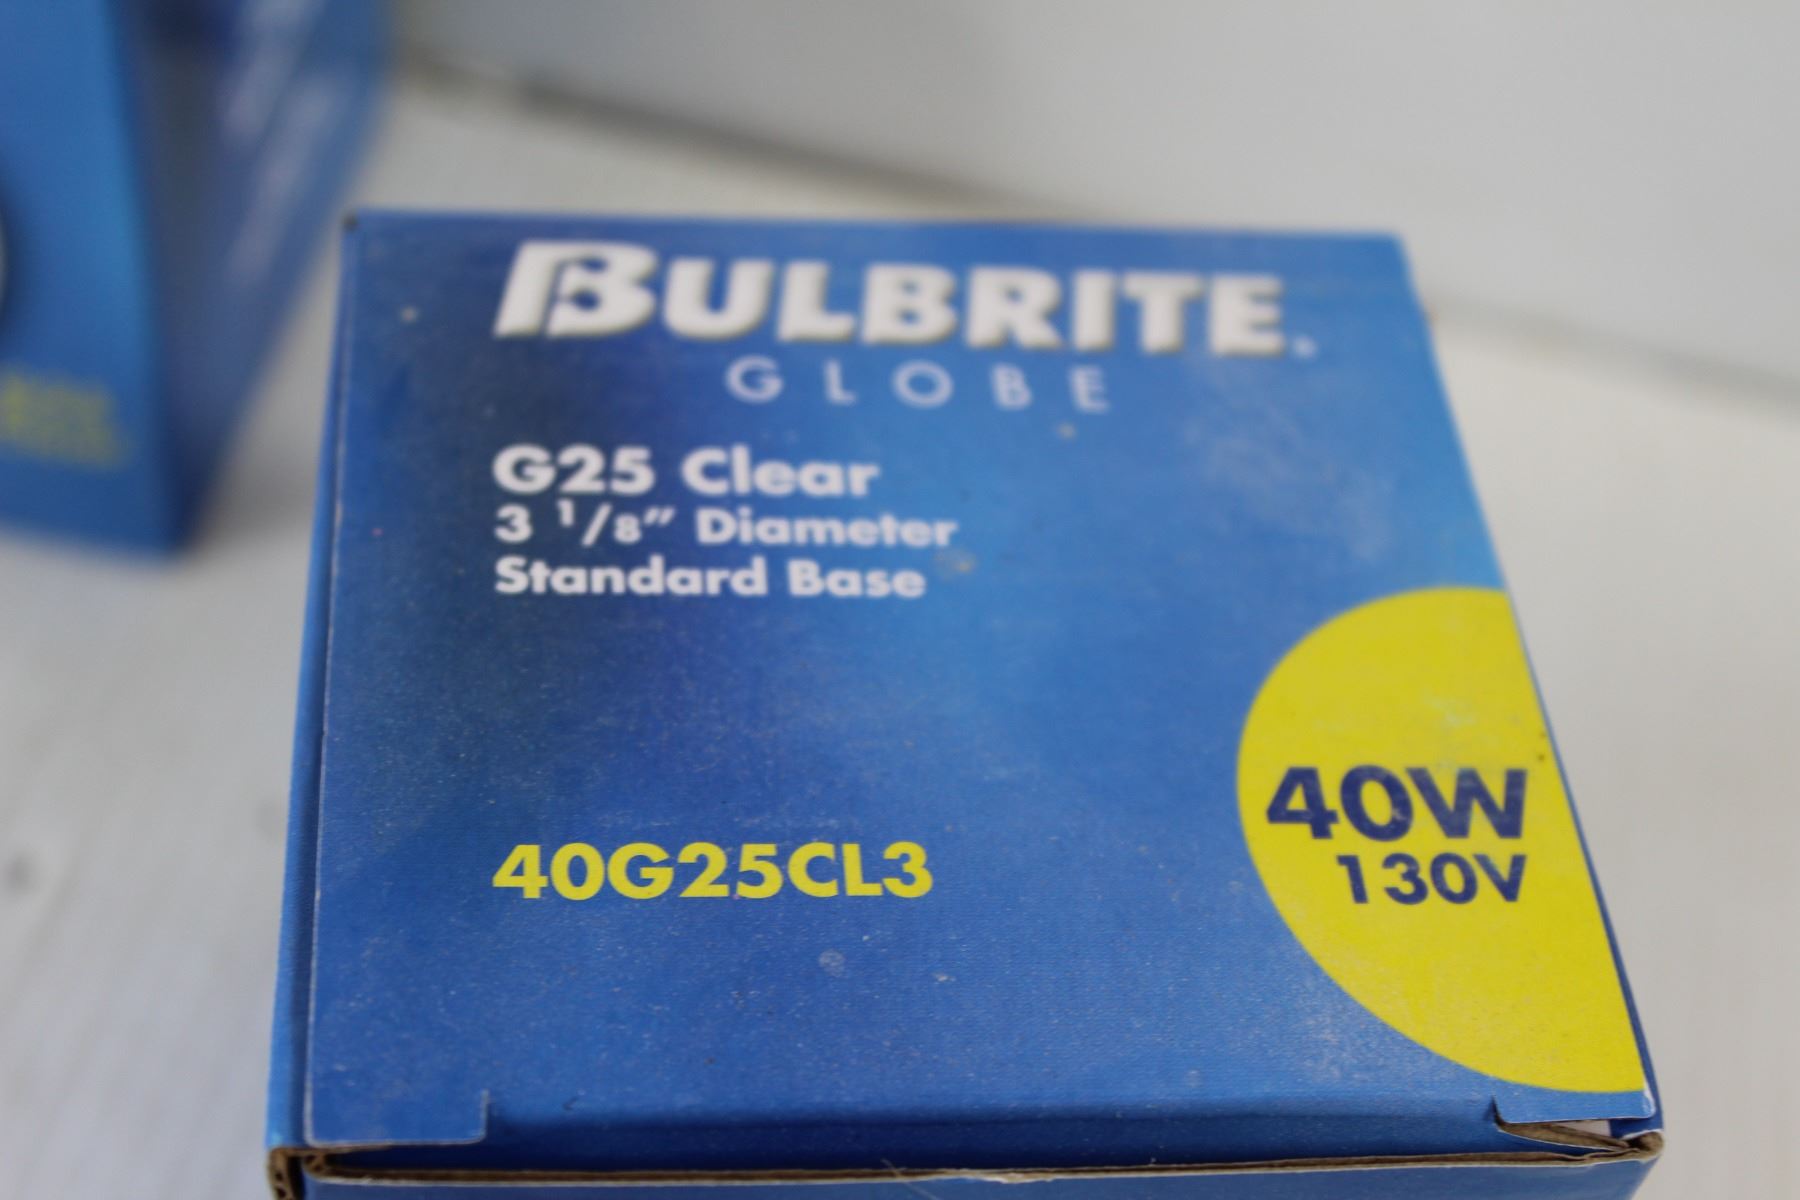 BULBRITE
GLOBE
G25 Clear
3 1/8" Diameter
Standard Base
40W
130V
40G25CL3